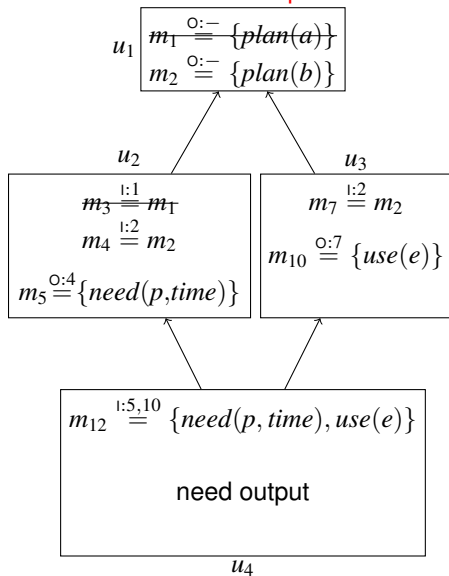 u1
m1 O:–= {plan(a)}
m2 O:–= {plan(b)}
u2
u3
m3 I:1= m1
m4 I:2= m2
m5 O:4= {need(p,time)}
m7 I:2= m2
m10 O:7= {use(e)}
m12 I:5,10= {need(p, time), use(e)}
need output
u4